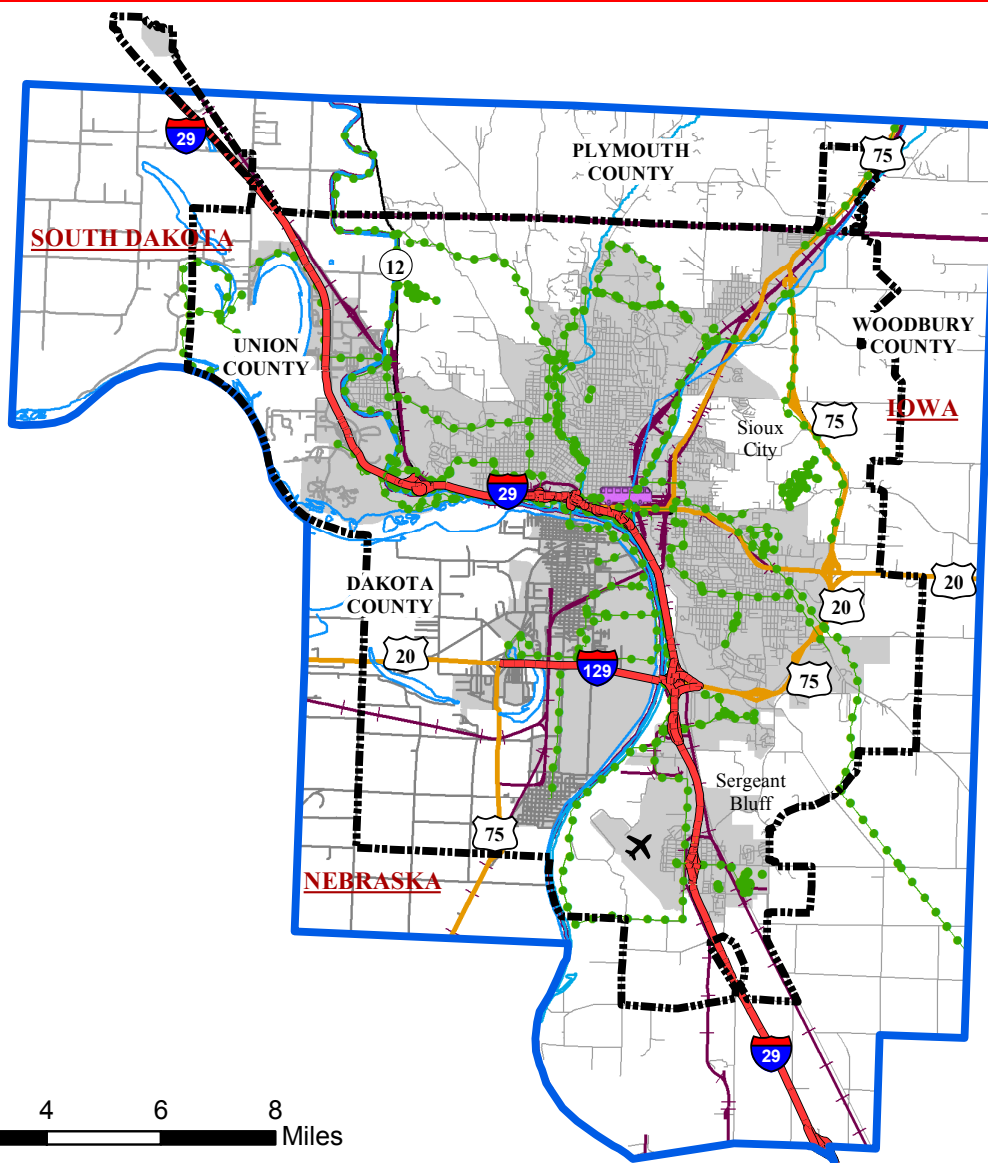 29
PLYMOUTH
COUNTY
75
SOUTH DAKOTA
12
UNION
COUNTY
WOODBURY
COUNTY
IOWA
75
Sioux
City
29
DAKOTA
COUNTY
20
20
20
129
75
Sergeant
Bluff
75
NEBRASKA
29
4 6 8
Miles